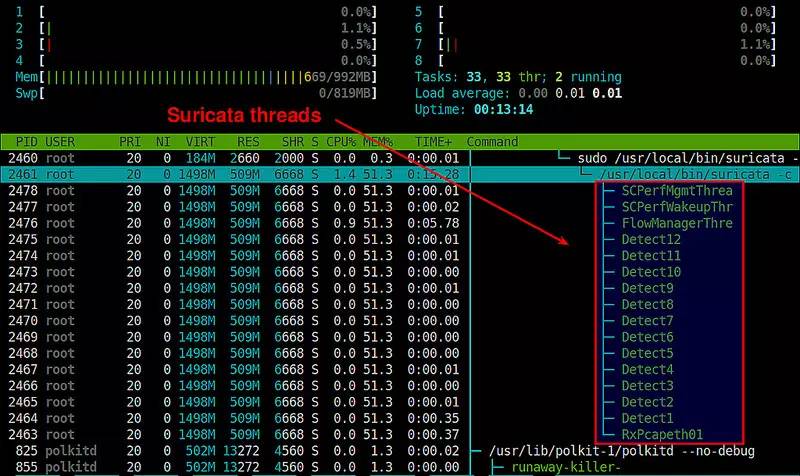 1 [ 0.0%] 5 [ 0.0%]
2 [| 1.1%] 6 [ 0.0%]
3 [| 0.5%] 7 [|| 1.1%]
4 [ 0.0%] 8 [ 0.0%]
Mem[||||||||||||||||||||||||||||||||669/992MB] Tasks: 33, 33 thr; 2 running
Swp[ 0/819MB] Load average: 0.00 0.01 0.01
Uptime: 00:13:14
Suricata threads
PID USER PRI NI VIRT RES SHR S CPU% MEM% TIME+ Command
2460 root 20 0 184M 2660 2000 S 0.0 0.3 0:00.01 └─ sudo /usr/local/bin/suricata -
2461 root 20 0 1498M 509M 6668 S 1.4 51.3 0:15.28 └─ /usr/local/bin/suricata -c
2478 root 20 0 1498M 509M 6668 S 0.0 51.3 0:00.01 ├─ SCPerfMgmtThrea
2477 root 20 0 1498M 509M 6668 S 0.0 51.3 0:00.02 ├─ SCPerfWakeupThr
2476 root 20 0 1498M 509M 6668 S 0.9 51.3 0:05.78 ├─ FlowManagerThre
2475 root 20 0 1498M 509M 6668 S 0.0 51.3 0:00.01 ├─ Detect12
2474 root 20 0 1498M 509M 6668 S 0.0 51.3 0:00.01 ├─ Detect11
2473 root 20 0 1498M 509M 6668 S 0.0 51.3 0:00.00 ├─ Detect10
2472 root 20 0 1498M 509M 6668 S 0.0 51.3 0:00.01 ├─ Detect9
2471 root 20 0 1498M 509M 6668 S 0.0 51.3 0:00.00 ├─ Detect8
2470 root 20 0 1498M 509M 6668 S 0.0 51.3 0:00.01 ├─ Detect7
2469 root 20 0 1498M 509M 6668 S 0.0 51.3 0:00.00 ├─ Detect6
2468 root 20 0 1498M 509M 6668 S 0.0 51.3 0:00.01 ├─ Detect5
2467 root 20 0 1498M 509M 6668 S 0.0 51.3 0:00.01 ├─ Detect4
2466 root 20 0 1498M 509M 6668 S 0.0 51.3 0:00.00 ├─ Detect3
2465 root 20 0 1498M 509M 6668 S 0.0 51.3 0:00.01 ├─ Detect2
2464 root 20 0 1498M 509M 6668 S 0.0 51.3 0:00.35 ├─ Detect1
2463 root 20 0 1498M 509M 6668 S 0.0 51.3 0:00.37 └─ RxPcapeth01
825 polkitd 20 0 502M 13272 4560 S 0.0 1.3 0:00.02 ├─ /usr/lib/polkit-1/polkitd --no-debug
855 polkitd 20 0 502M 13272 4560 S 0.0 1.3 0:00.00 ├─ runaway-killer-